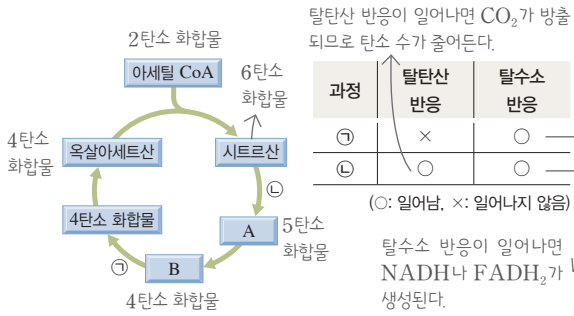 2탄소 화합물
아세틸 CoA
6탄소
화합물
4탄소
화합물
옥살아세트산
시트르산
㉡
4탄소 화합물
A
5탄소
화합물
㉠
B
4탄소 화합물
탈탄산 반응이 일어나면 CO₂가 방출
되므로 탄소 수가 줄어든다.
과정 탈탄산 반응 탈수소 반응
㉠ × ○
㉡ ○ ○
(○: 일어남, ×: 일어나지 않음)
탈수소 반응이 일어나면
NADH나 FADH₂가
생성된다.